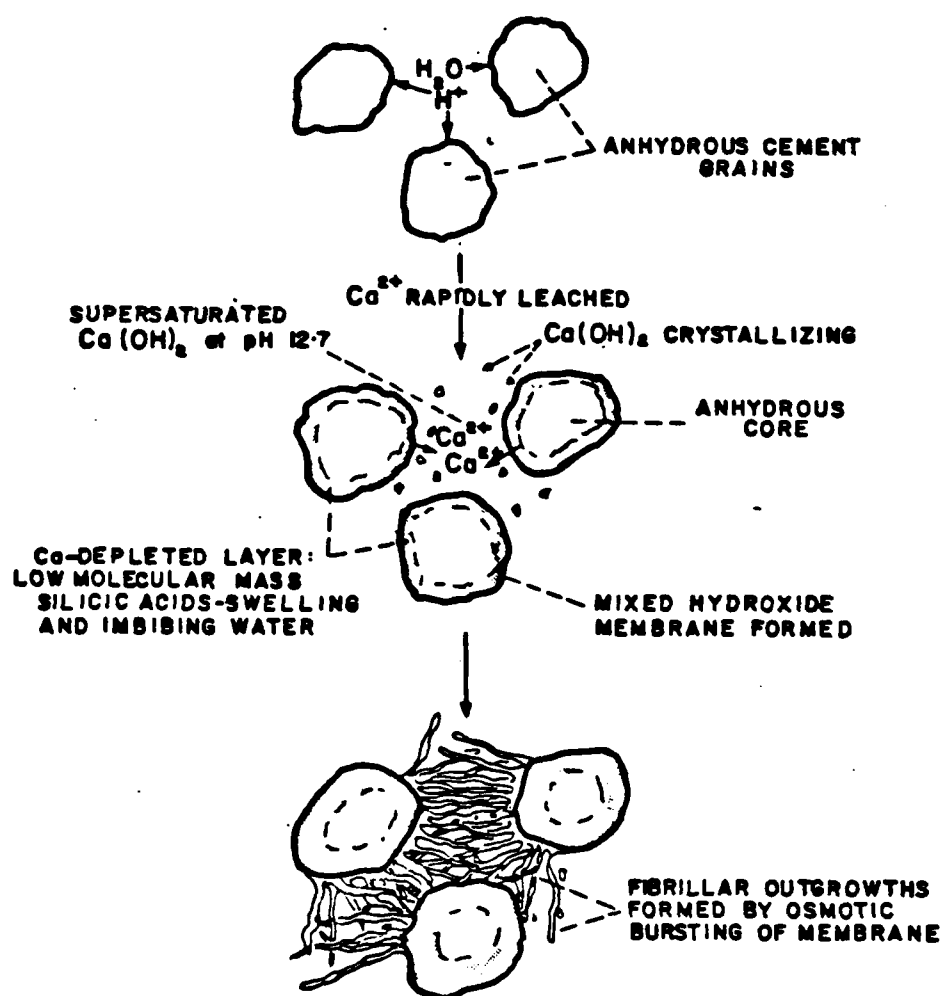 H₂O
H⁺
ANHYDROUS CEMENT
GRAINS
Ca²⁺ RAPIDLY LEACHED
SUPERSATURATED
Ca(OH)₂ at pH 12·7
Ca(OH)₂ CRYSTALLIZING
ANHYDROUS
CORE
Ca²⁺
Ca²⁺
Ca-DEPLETED LAYER:
LOW MOLECULAR MASS
SILICIC ACIDS-SWELLING
AND IMBIBING WATER
MIXED HYDROXIDE
MEMBRANE FORMED
FIBRILLAR OUTGROWTHS
FORMED BY OSMOTIC
BURSTING OF MEMBRANE